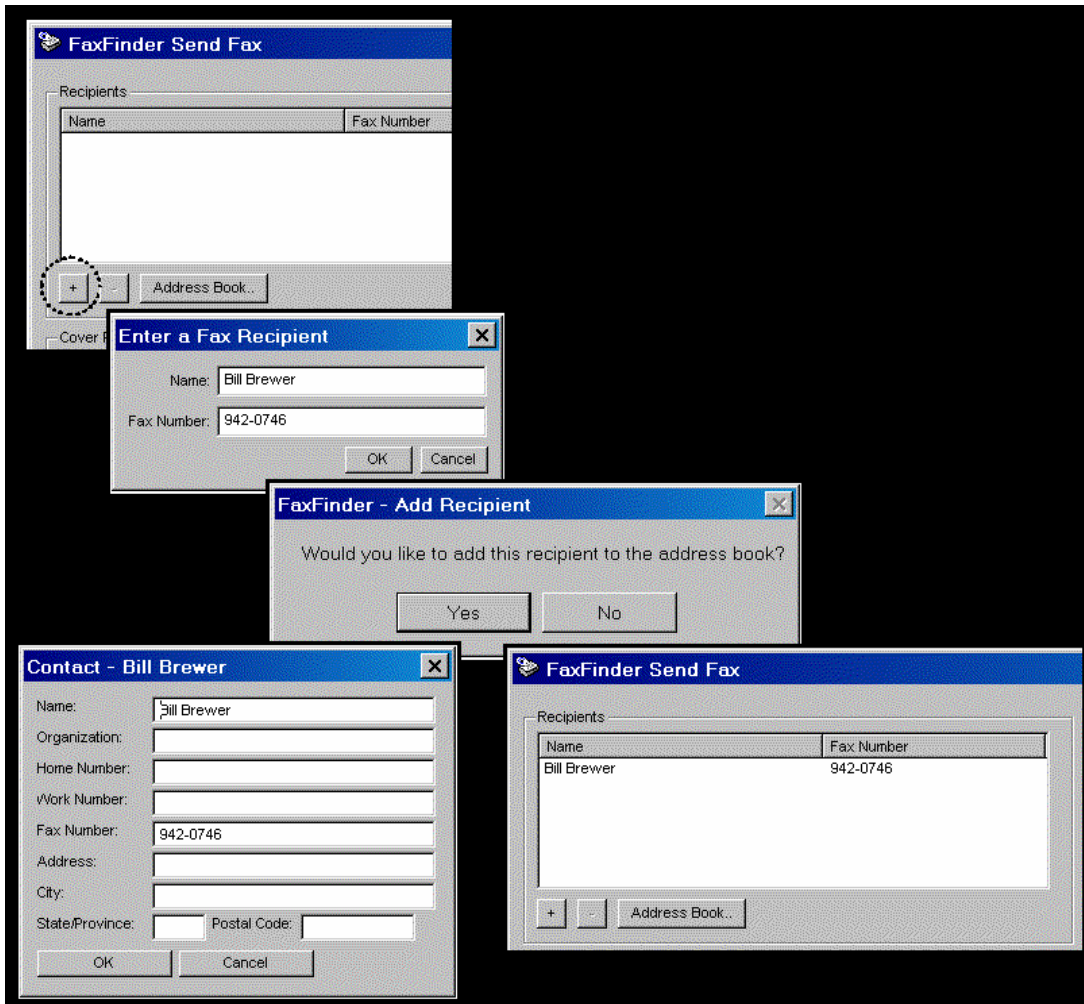 FaxFinder Send Fax
Recipients
Name Fax Number
+ - Address Book..
Cover
Enter a Fax Recipient
Name: Bill Brewer
Fax Number: 942-0746
OK Cancel
FaxFinder - Add Recipient
Would you like to add this recipient to the address book?
Yes No
Contact - Bill Brewer
Name: Bill Brewer
Organization:
Home Number:
Work Number:
Fax Number: 942-0746
Address:
City:
State/Province: Postal Code:
OK Cancel
FaxFinder Send Fax
Recipients
Name Fax Number
Bill Brewer 942-0746
+ - Address Book..